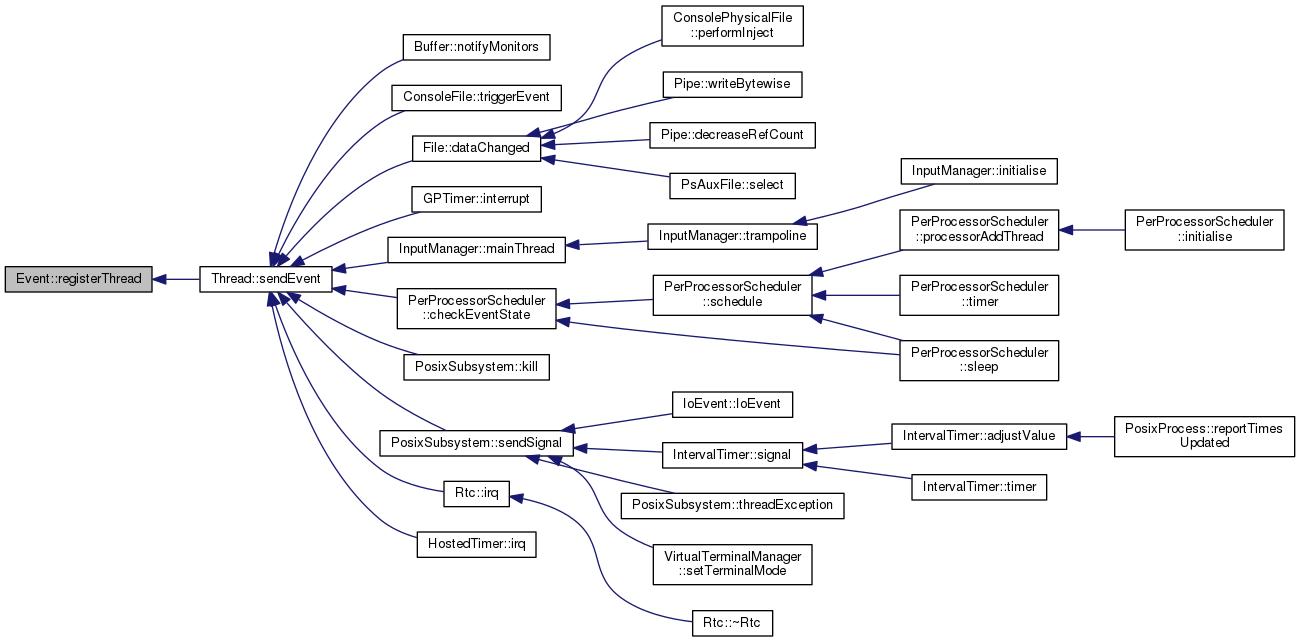 Event::registerThread
Thread::sendEvent
Buffer::notifyMonitors
ConsoleFile::triggerEvent
File::dataChanged
ConsolePhysicalFile
::performInject
Pipe::writeBytewise
Pipe::decreaseRefCount
PsAuxFile::select
GPTimer::interrupt
InputManager::mainThread
InputManager::trampoline
InputManager::initialise
PerProcessorScheduler
::checkEventState
PerProcessorScheduler
::schedule
PerProcessorScheduler
::processorAddThread
PerProcessorScheduler
::initialise
PerProcessorScheduler
::timer
PerProcessorScheduler
::sleep
PosixSubsystem::kill
PosixSubsystem::sendSignal
IoEvent::IoEvent
IntervalTimer::signal
IntervalTimer::adjustValue
PosixProcess::reportTimes
Updated
IntervalTimer::timer
PosixSubsystem::threadException
VirtualTerminalManager
::setTerminalMode
Rtc::irq
Rtc::~Rtc
HostedTimer::irq